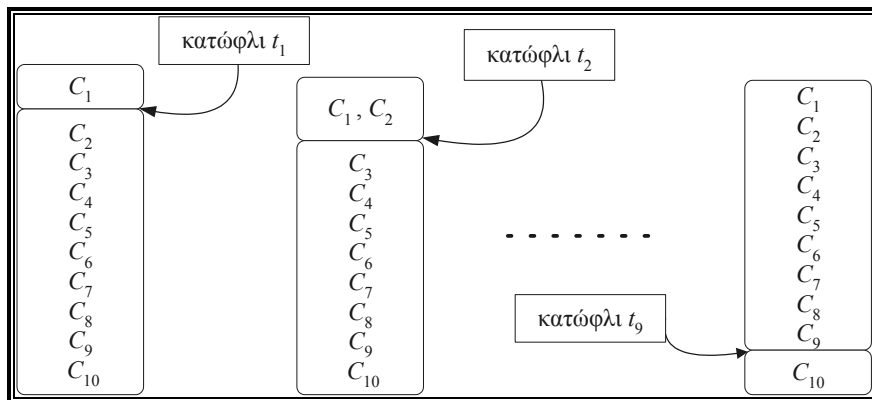 κατώφλι t₁
C₁
C₂
C₃
C₄
C₅
C₆
C₇
C₈
C₉
C₁₀
κατώφλι t₂
C₁ , C₂
C₃
C₄
C₅
C₆
C₇
C₈
C₉
C₁₀
. . . . . . .
κατώφλι t₉
C₁
C₂
C₃
C₄
C₅
C₆
C₇
C₈
C₉
C₁₀